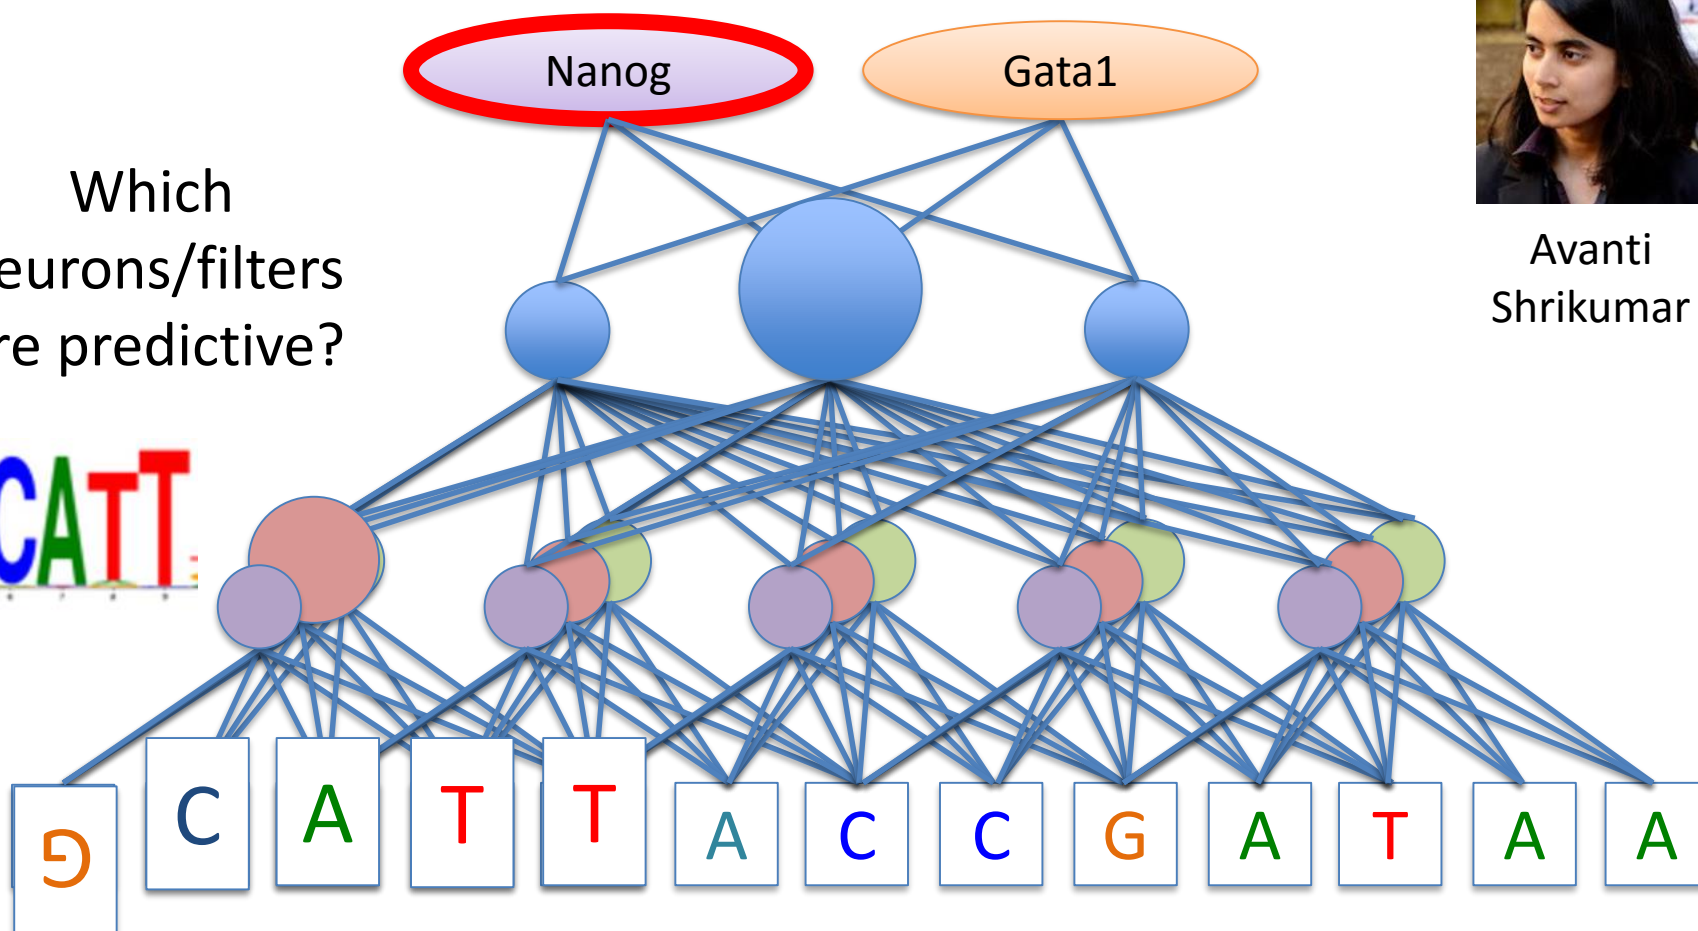 Nanog
Gata1
Which
eurons/filters
re predictive?
Avanti
Shrikumar
CATT
G
C
A
T
T
A
C
C
G
A
T
A
A